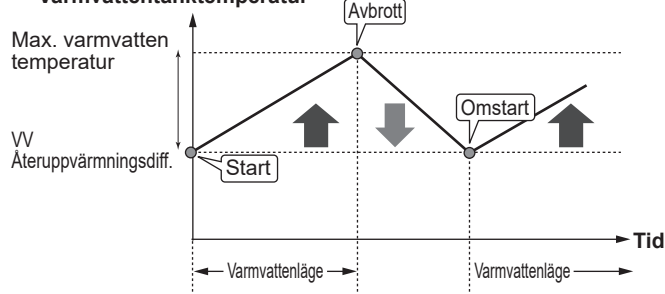 Varmvattentanktemperatur
Avbrott
Max. varmvatten
temperatur
Omstart
VV
Återuppvärmningsdiff.
Start
Tid
Varmvattenläge
Varmvattenläge